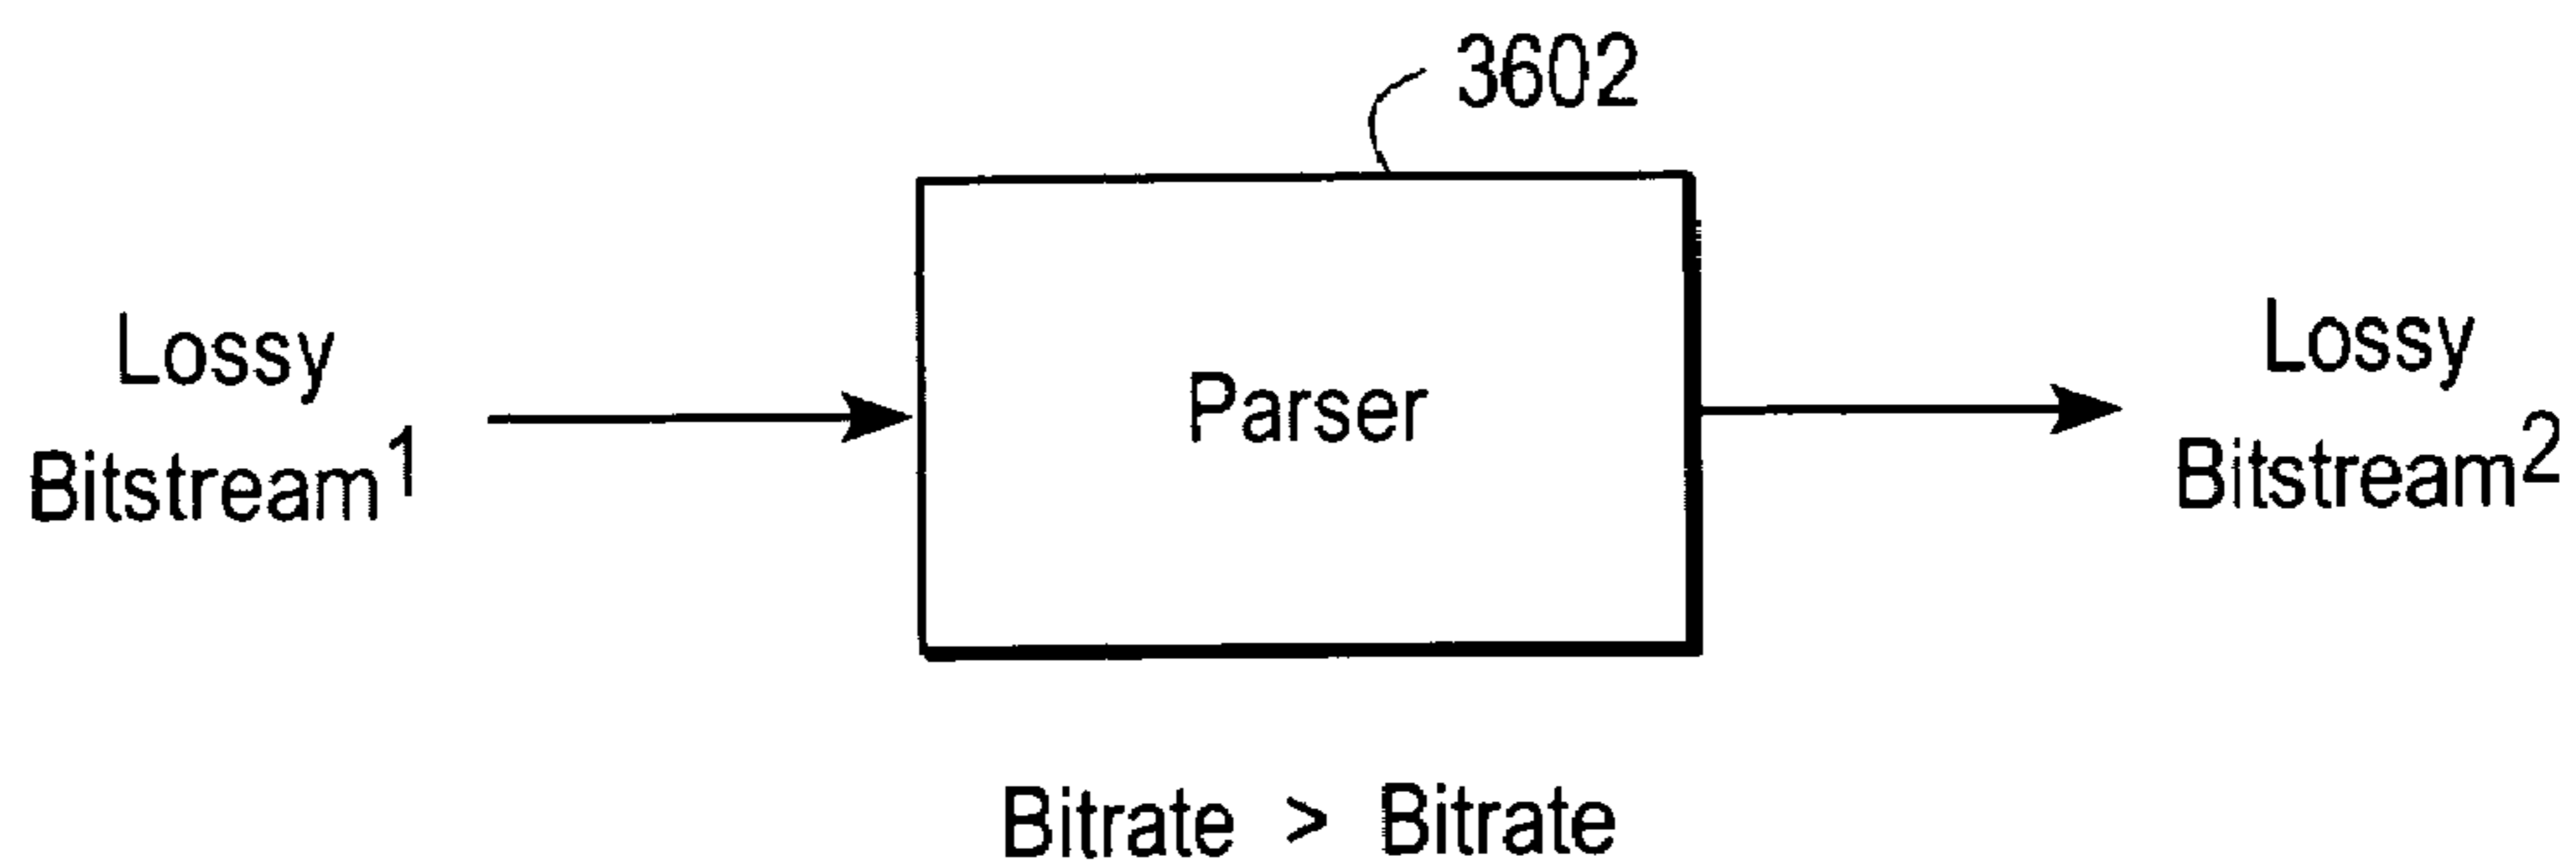 3602
Lossy
Bitstream1
Parser
Lossy
Bitstream2
Bitrate > Bitrate